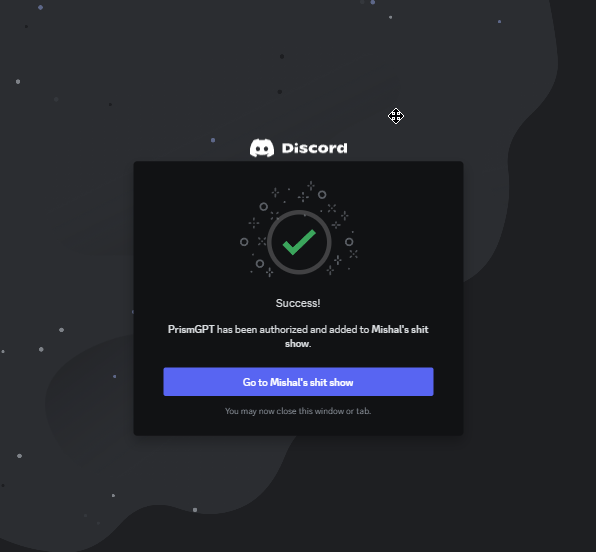 Discord
Success!
PrismGPT has been authorized and added to Mishal's shit
show.
Go to Mishal's shit show
You may now close this window or tab.